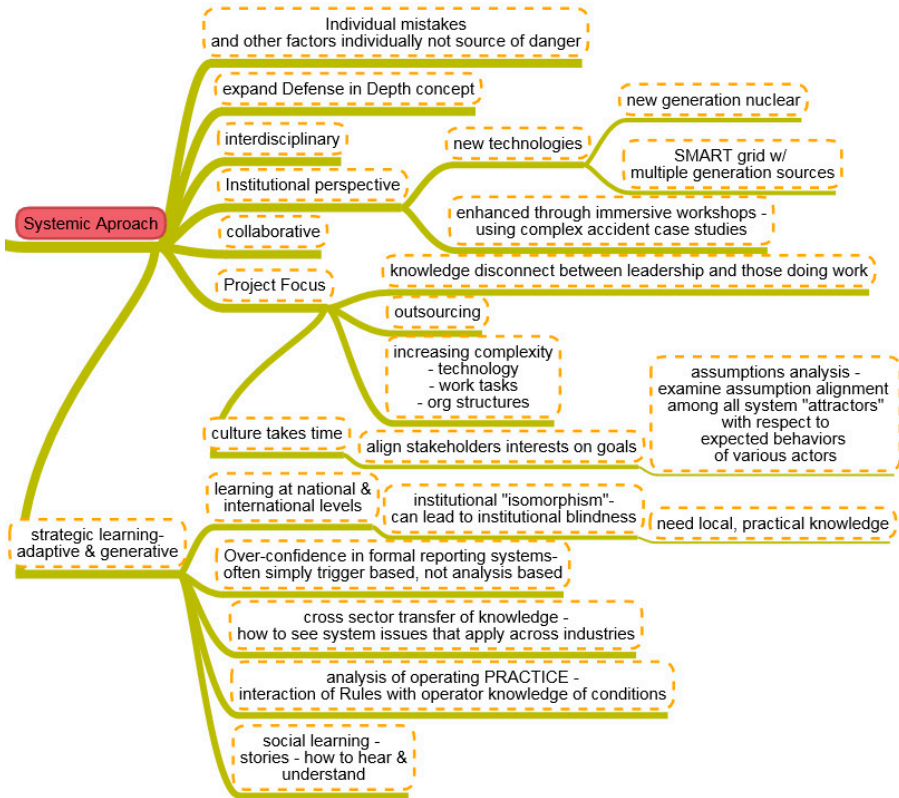 Individual mistakes
and other factors individually not source of danger
expand Defense in Depth concept
interdisciplinary
Institutional perspective
new technologies
new generation nuclear
SMART grid w/
multiple generation sources
enhanced through immersive workshops -
using complex accident case studies
Systemic Aproach
collaborative
Project Focus
knowledge disconnect between leadership and those doing work
outsourcing
increasing complexity
- technology
- work tasks
- org structures
culture takes time
align stakeholders interests on goals
assumptions analysis -
examine assumption alignment
among all system "attractors"
with respect to
expected behaviors
of various actors
strategic learning-
adaptive & generative
learning at national &
international levels
institutional "isomorphism"-
can lead to institutional blindness
need local, practical knowledge
Over-confidence in formal reporting systems-
often simply trigger based, not analysis based
cross sector transfer of knowledge -
how to see system issues that apply across industries
analysis of operating PRACTICE -
interaction of Rules with operator knowledge of conditions
social learning -
stories - how to hear &
understand